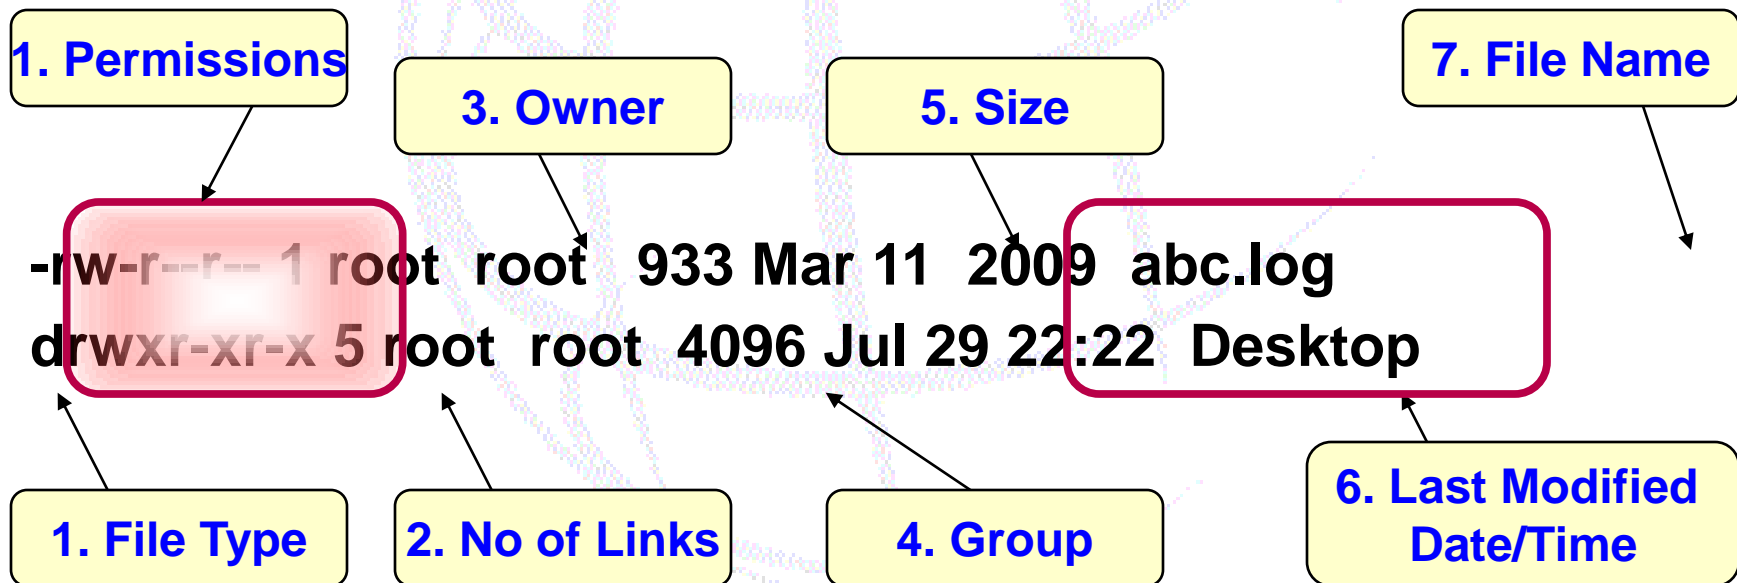 1. Permissions
7. File Name
3. Owner
5. Size
-rw-r--r-- 1 root root 933 Mar 11 2009 abc.log
drwxr-xr-x 5 root root 4096 Jul 29 22:22 Desktop
1. File Type
2. No of Links
4. Group
6. Last Modified
Date/Time